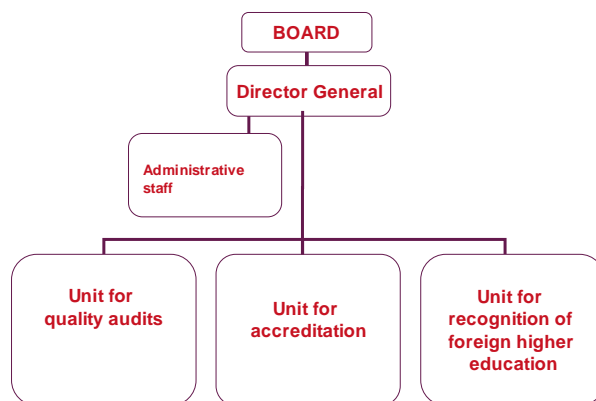 BOARD
Director General
Administrative
staff
Unit for
quality audits
Unit for
accreditation
Unit for
recognition of
foreign higher
education